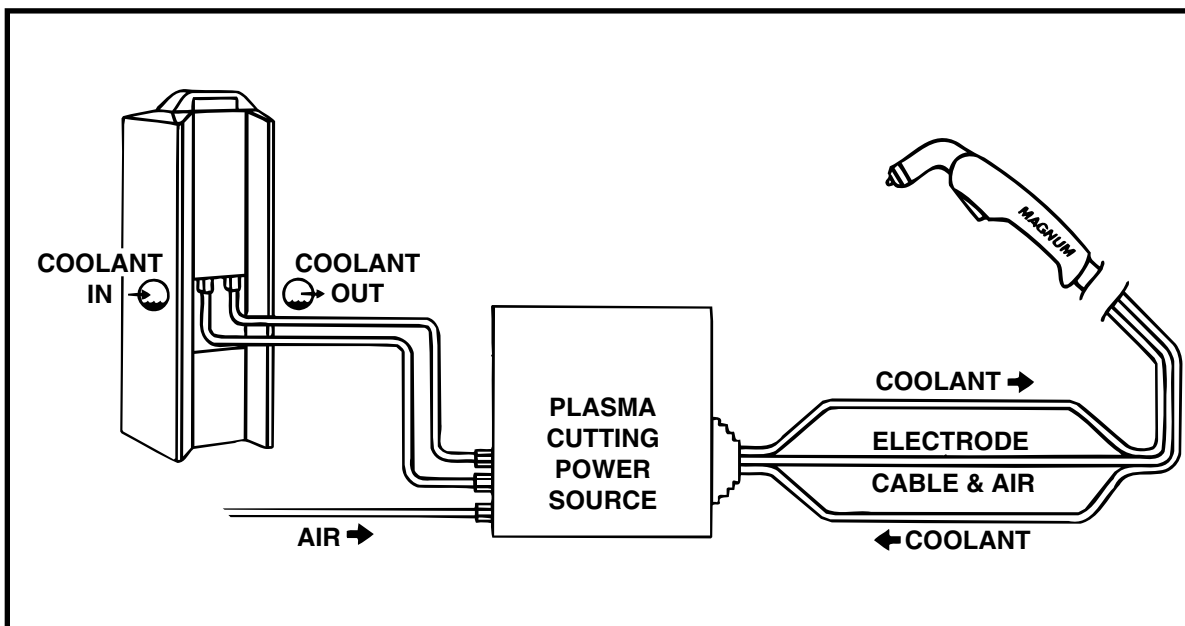 COOLANT
IN
COOLANT
OUT
MAGNUM
PLASMA
CUTTING
POWER
SOURCE
COOLANT
ELECTRODE
CABLE & AIR
COOLANT
AIR